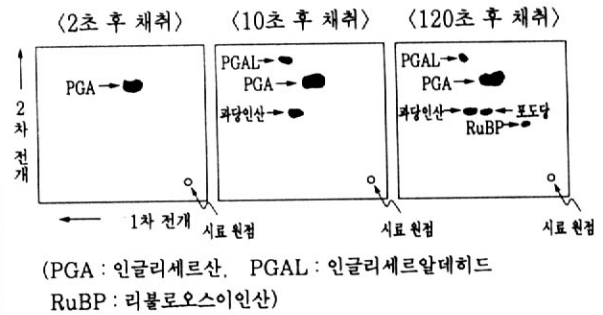 〈2초 후 채취〉 〈10초 후 채취〉 〈120초 후 채취〉
PGAL PGAL
PGA PGA PGA
과당인산 과당인산 포도당
RuBP
2차 전개
1차 전개 시료 원점 시료 원점 시료 원점
(PGA : 인글리세르산, PGAL : 인글리세르알데히드
RuBP : 리불로오스이인산)